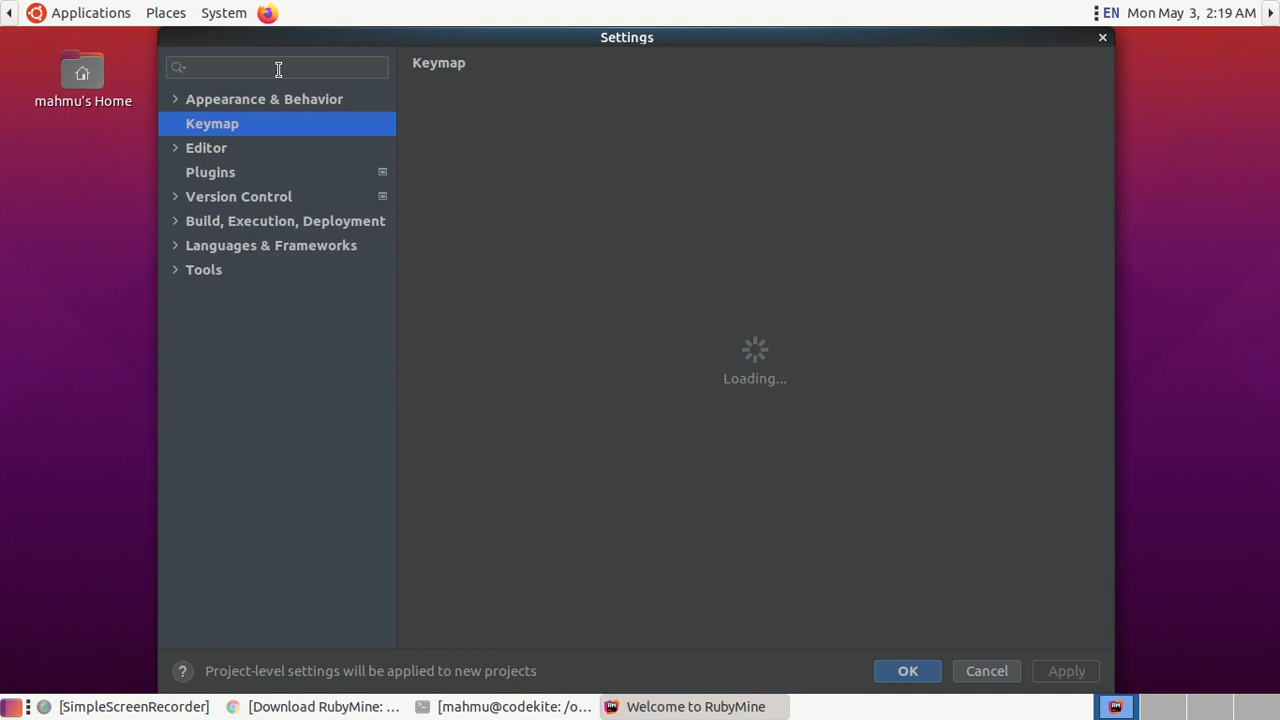 Applications Places System EN Mon May 3, 2:19 AM
Settings
mahmu's Home
Keymap
Appearance & Behavior
Keymap
Editor
Plugins
Version Control
Build, Execution, Deployment
Languages & Frameworks
Tools
Loading...
? Project-level settings will be applied to new projects OK Cancel Apply
[SimpleScreenRecorder] [Download RubyMine: ... [mahmu@codekite: /o... Welcome to RubyMine